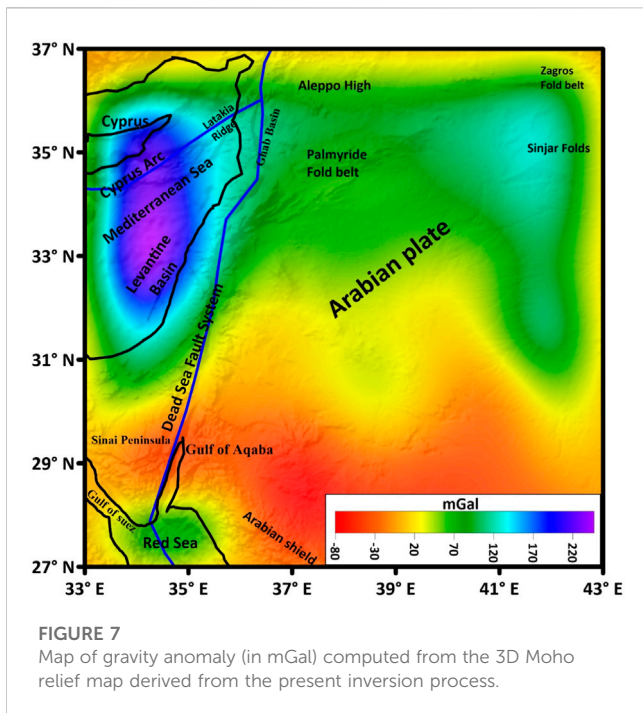 37° N
35° N
33° N
31° N
29° N
27° N
33° E
35° E
37° E
39° E
41° E
43° E
Aleppo High
Zagros
Fold belt
Cyprus
Latakia
Ridge
Ghab Basin
Sinjar Folds
Palmyride
Fold belt
Cyprus Arc
Mediterranean Sea
Levantine
Basin
Arabian plate
Dead Sea Fault System
Sinai Peninsula
Gulf of Aqaba
Gulf of suez
Red Sea
Arabian shield
mGal
-80
-30
20
70
120
170
220
FIGURE 7
Map of gravity anomaly (in mGal) computed from the 3D Moho
relief map derived from the present inversion process.